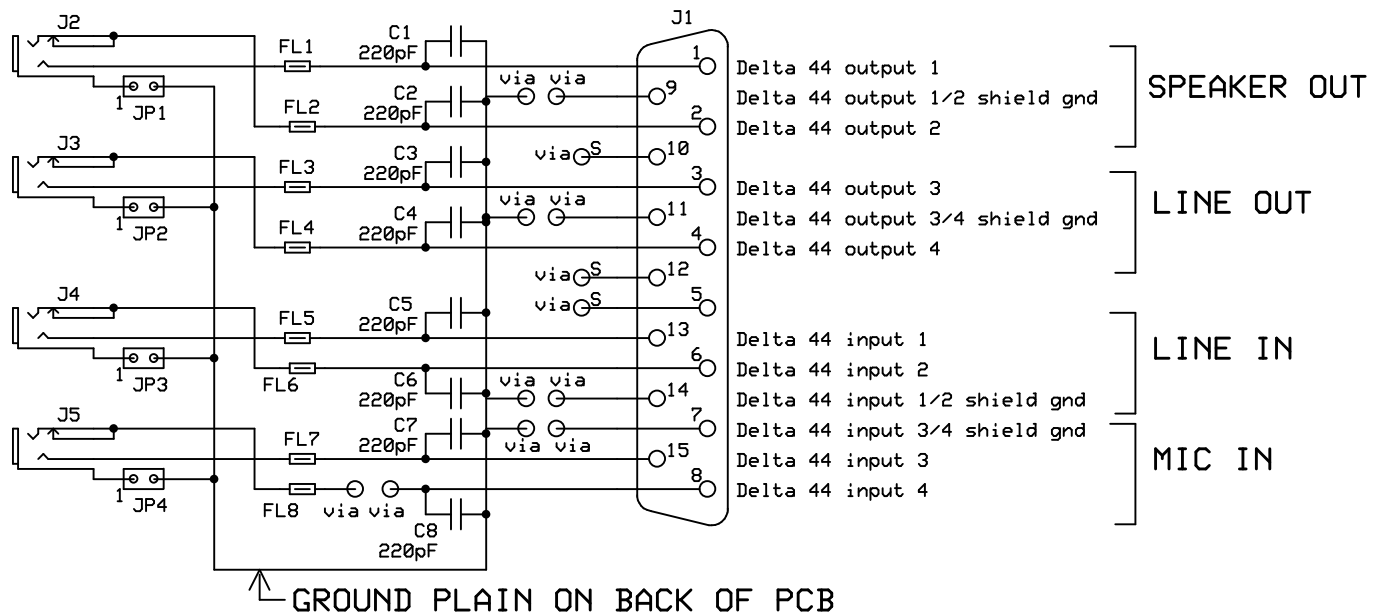 J1
J2
C1
220pF
FL1
1
Delta 44 output 1
via via
9
Delta 44 output 1/2 shield gnd
SPEAKER OUT
1
JP1
FL2
C2
220pF
2
Delta 44 output 2
J3
C3
220pF
via S
10
FL3
3
Delta 44 output 3
via via
11
Delta 44 output 3/4 shield gnd
LINE OUT
1
JP2
FL4
C4
220pF
4
Delta 44 output 4
via S
12
J4
C5
220pF
via S
5
FL5
13
Delta 44 input 1
LINE IN
1
JP3
FL6
6
Delta 44 input 2
C6
220pF
via via
14
Delta 44 input 1/2 shield gnd
J5
C7
220pF
via via
7
Delta 44 input 3/4 shield gnd
FL7
15
Delta 44 input 3
MIC IN
1
JP4
FL8
via via
8
Delta 44 input 4
C8
220pF
GROUND PLAIN ON BACK OF PCB